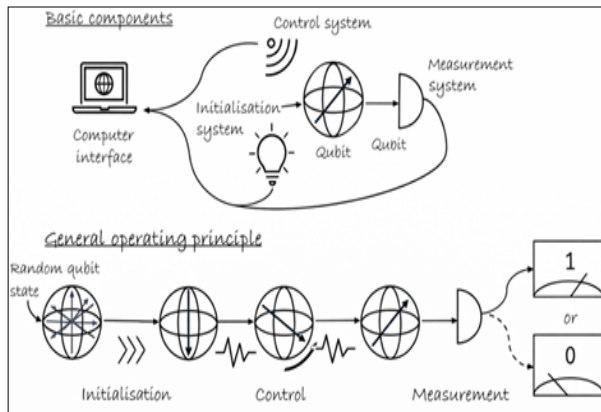 Basic components
Control system
Measurement
system
Initialisation
system
Computer
interface
Qubit
Qubit
General operating principle
Random qubit
state
1
or
0
Initialisation
Control
Measurement